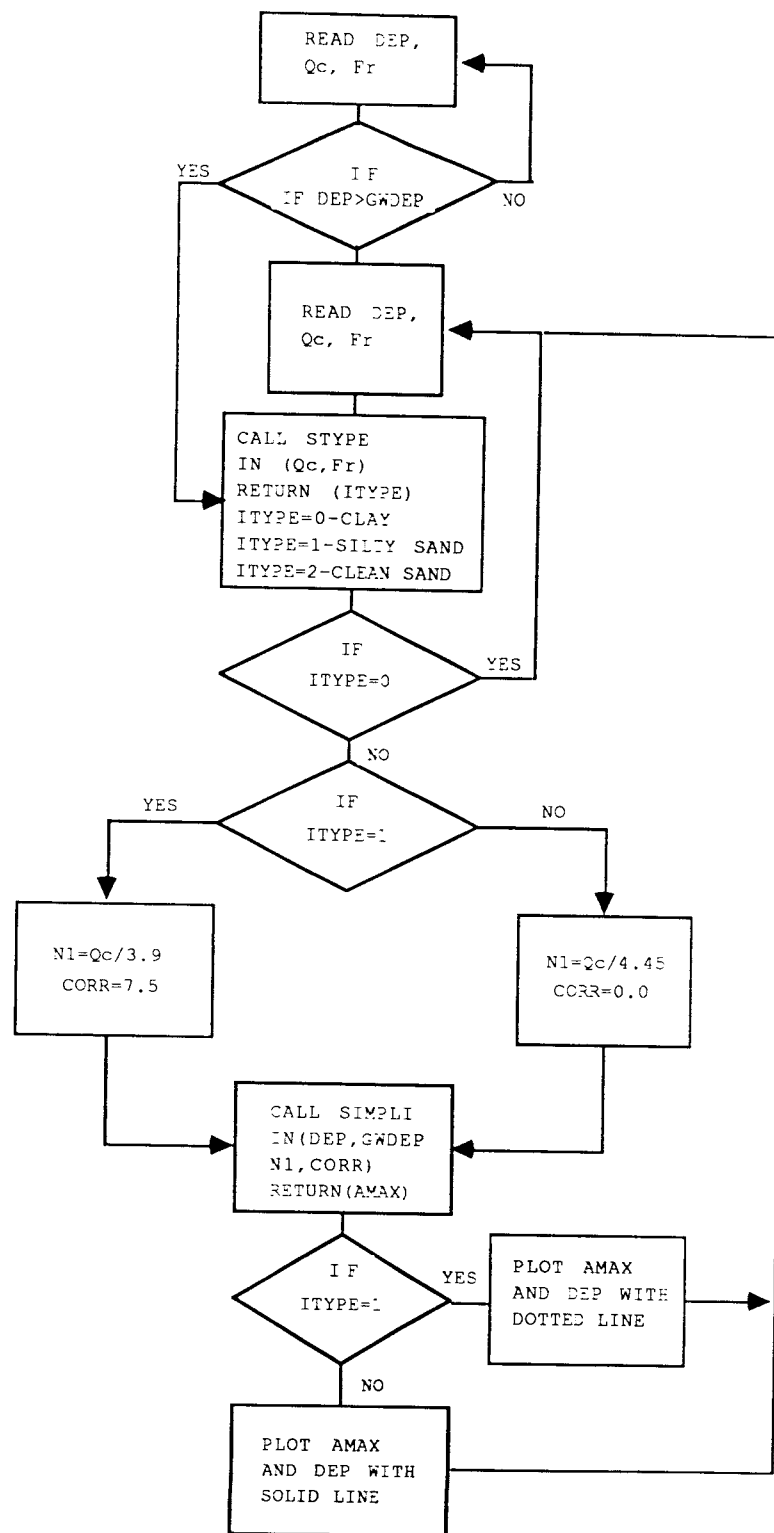 READ DEP,
Qc, Fr
YES
IF
IF DEP>GWDEP
NO
READ DEP,
Qc, Fr
CALL STYPE
IN (Qc,Fr)
RETURN (ITYPE)
ITYPE=0-CLAY
ITYPE=1-SILTY SAND
ITYPE=2-CLEAN SAND
IF
ITYPE=0
YES
NO
YES
IF
ITYPE=1
NO
N1=Qc/3.9
CORR=7.5
N1=Qc/4.45
CORR=0.0
CALL SIMPLI
IN(DEP,GWDEP
N1,CORR)
RETURN(AMAX)
IF
ITYPE=1
YES
PLOT AMAX
AND DEP WITH
DOTTED LINE
NO
PLOT AMAX
AND DEP WITH
SOLID LINE